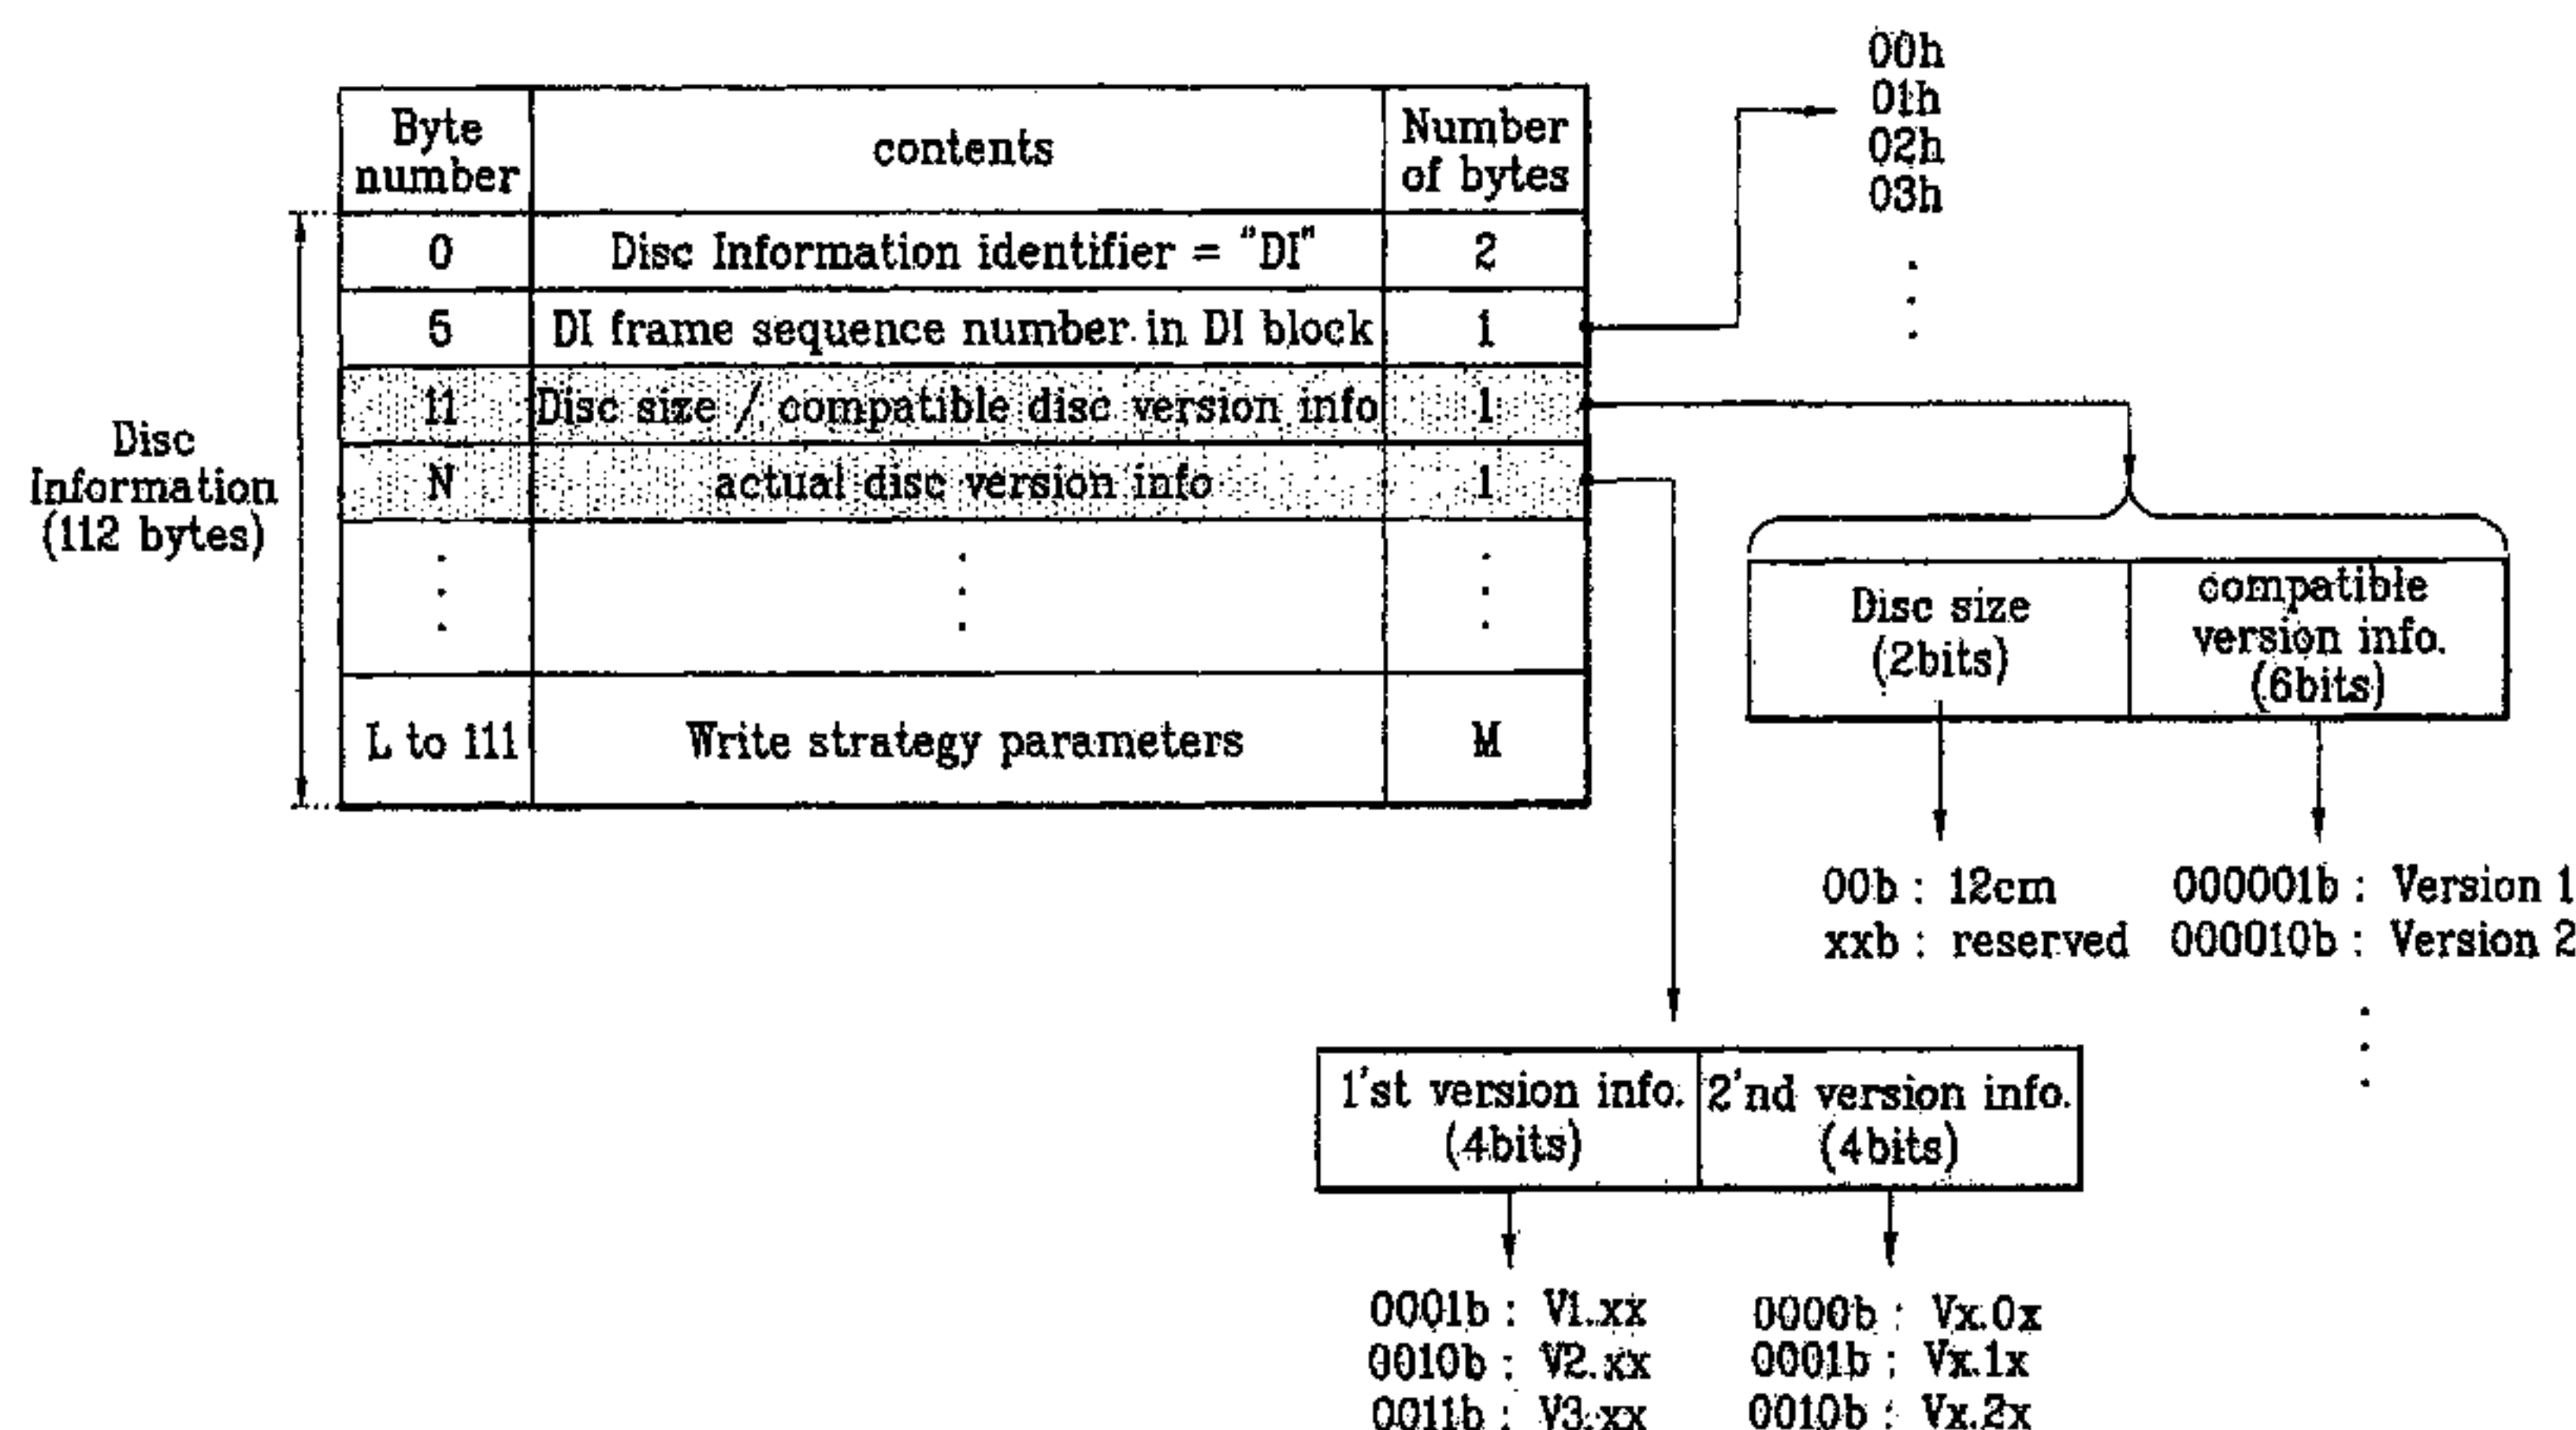 Byte number
contents
Number of bytes
0
Disc Information identifier = "DI"
2
5
DI frame sequence number in DI block
1
11
Disc size / compatible disc version info
1
N
actual disc version info
1
L to 111
Write strategy parameters
M
Disc
Information
(112 bytes)
00h
01h
02h
03h
Disc size
(2bits)
compatible
version info.
(6bits)
00b : 12cm
xxb : reserved
000001b : Version 1
000010b : Version 2
1'st version info.
(4bits)
2'nd version info.
(4bits)
0001b : V1.xx
0010b : V2.xx
0011b : V3.xx
0000b : Vx.0x
0001b : Vx.1x
0010b : Vx.2x